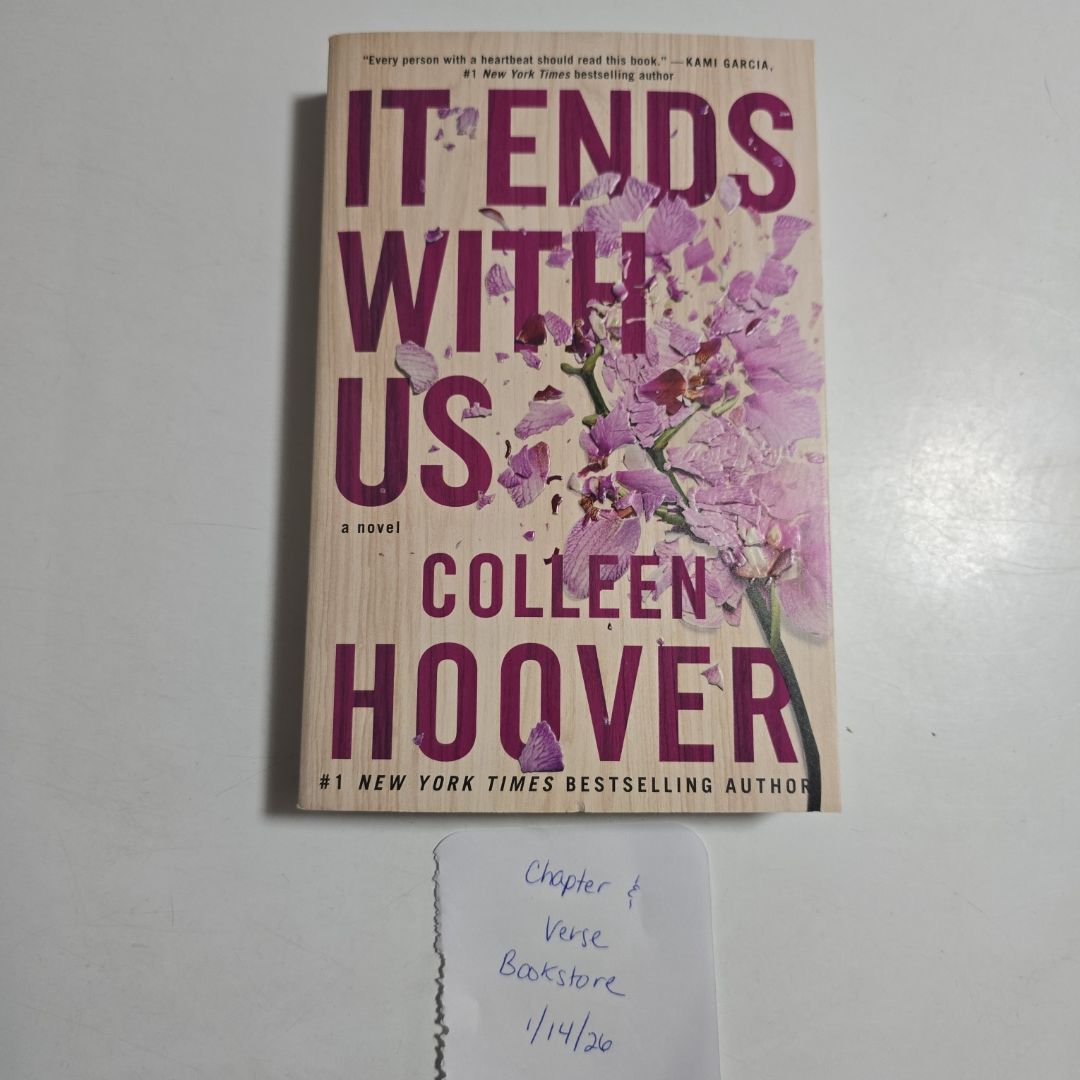 "Every person with a heartbeat should read this book." —KAMI GARCIA,
#1 New York Times bestselling author
IT ENDS
WITH
US
a novel
COLLEEN
HOOVER
#1 NEW YORK TIMES BESTSELLING AUTHOR
Chapter &
Verse
Bookstore
1/14/26